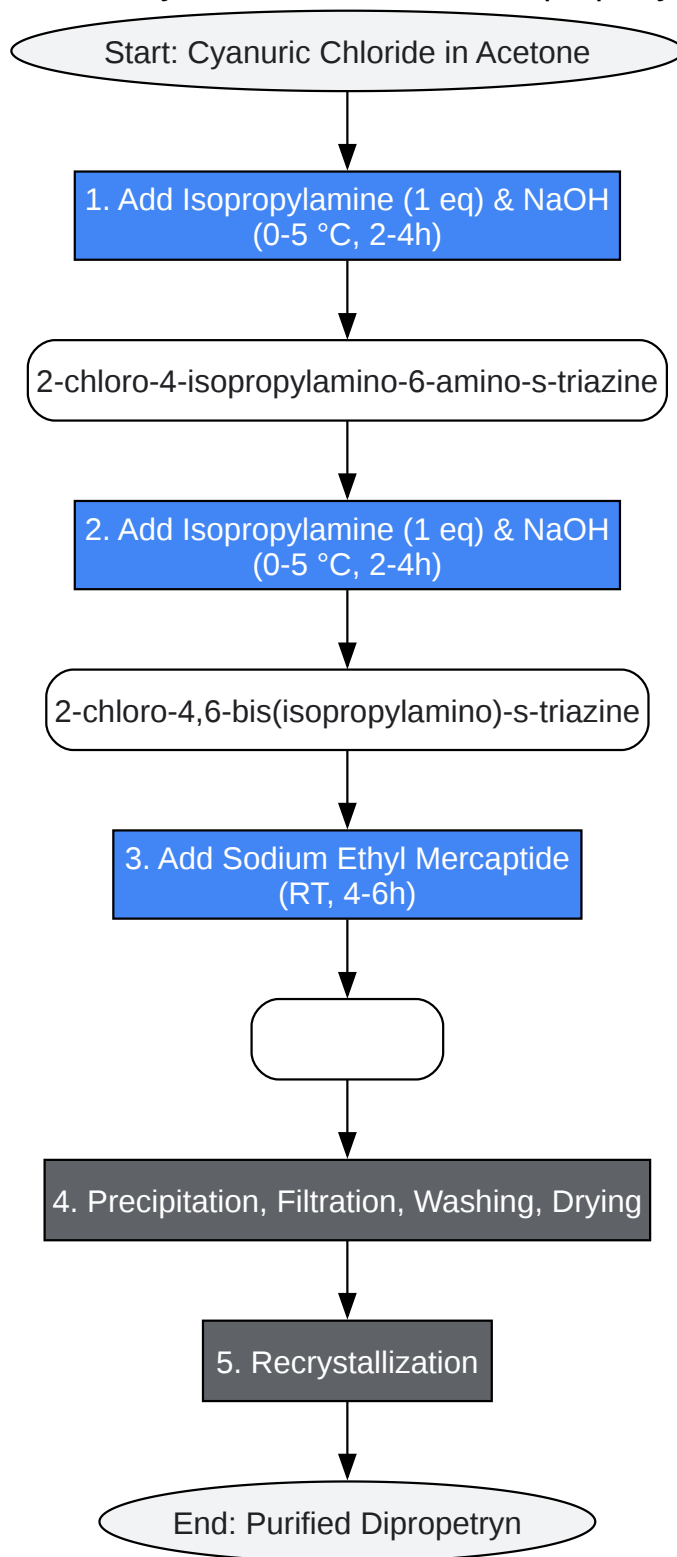 Start: Cyanuric Chloride in Acetone
1. Add Isopropylamine (1 eq) & NaOH
(0-5 °C, 2-4h)
2-chloro-4-isopropylamino-6-amino-s-triazine
2. Add Isopropylamine (1 eq) & NaOH
(0-5 °C, 2-4h)
2-chloro-4,6-bis(isopropylamino)-s-triazine
3. Add Sodium Ethyl Mercaptide
(RT, 4-6h)
4. Precipitation, Filtration, Washing, Drying
5. Recrystallization
End: Purified Dipropetryn